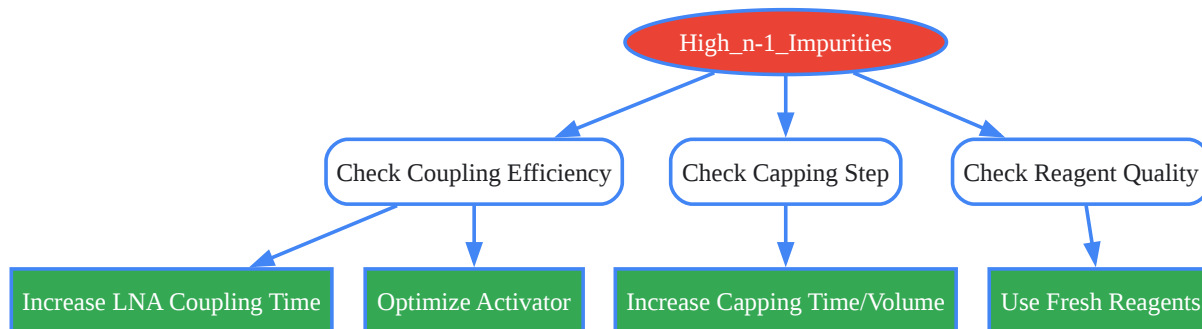 High_n-1_Impurities
Check Coupling Efficiency
Check Capping Step
Check Reagent Quality
Increase LNA Coupling Time
Optimize Activator
Increase Capping Time/Volume
Use Fresh Reagents